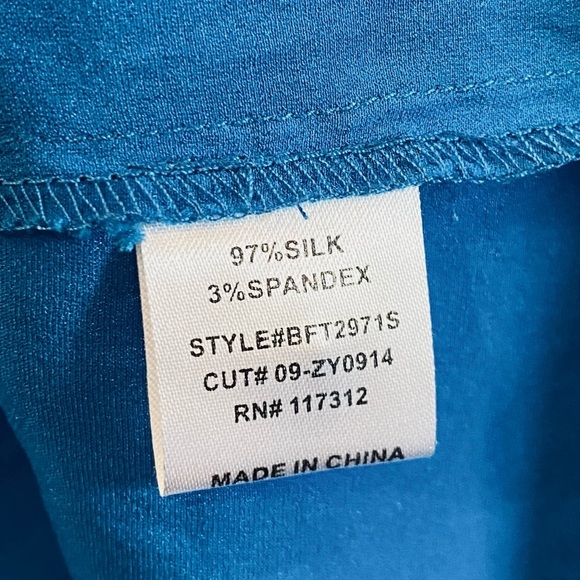 97%SILK
3%SPANDEX
STYLE#BFT2971S
CUT# 09-ZY0914
RN# 117312
MADE IN CHINA